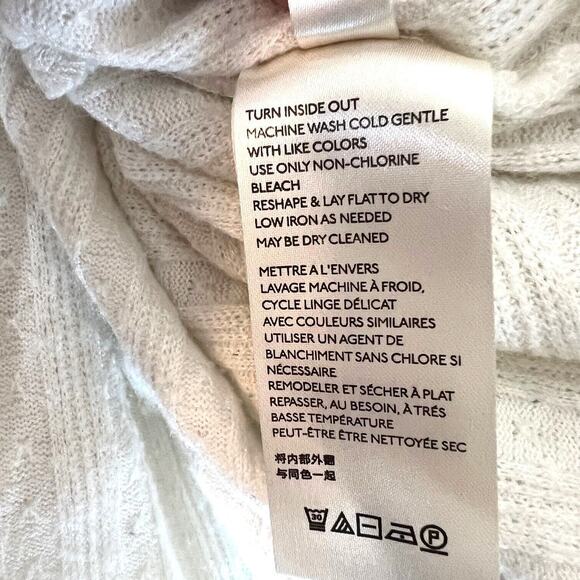 TURN INSIDE OUT
MACHINE WASH COLD GENTLE
WITH LIKE COLORS
USE ONLY NON-CHLORINE
BLEACH
RESHAPE & LAY FLAT TO DRY
LOW IRON AS NEEDED
MAY BE DRY CLEANED
METTRE A L'ENVERS
LAVAGE MACHINE À FROID,
CYCLE LINGE DÉLICAT
AVEC COULEURS SIMILAIRES
UTILISER UN AGENT DE
BLANCHIMENT SANS CHLORE SI
NÉCESSAIRE
REMODELER ET SÉCHER À PLAT
REPASSER, AU BESOIN, À TRÉS
BASSE TEMPÉRATURE
PEUT-ÊTRE ÊTRE NETTOYÉE SEC
将内部外翻
与同色一起
30 P